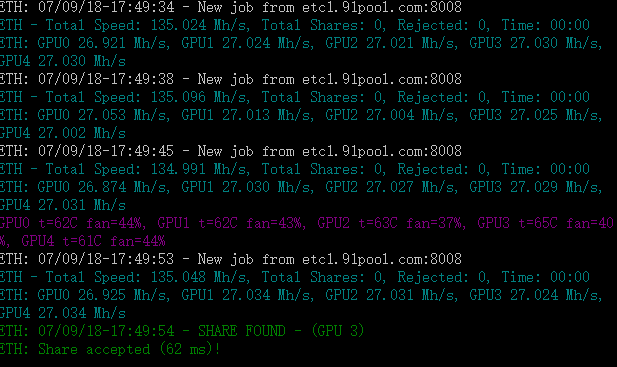 ETH: 07/09/18-17:49:34 - New job from etc1.91pool.com:8008
ETH - Total Speed: 135.024 Mh/s, Total Shares: 0, Rejected: 0, Time: 00:00
ETH: GPU0 26.921 Mh/s, GPU1 27.024 Mh/s, GPU2 27.021 Mh/s, GPU3 27.030 Mh/s,
GPU4 27.030 Mh/s
ETH: 07/09/18-17:49:38 - New job from etc1.91pool.com:8008
ETH - Total Speed: 135.096 Mh/s, Total Shares: 0, Rejected: 0, Time: 00:00
ETH: GPU0 27.053 Mh/s, GPU1 27.013 Mh/s, GPU2 27.004 Mh/s, GPU3 27.025 Mh/s,
GPU4 27.002 Mh/s
ETH: 07/09/18-17:49:45 - New job from etc1.91pool.com:8008
ETH - Total Speed: 134.991 Mh/s, Total Shares: 0, Rejected: 0, Time: 00:00
ETH: GPU0 26.874 Mh/s, GPU1 27.030 Mh/s, GPU2 27.027 Mh/s, GPU3 27.029 Mh/s,
GPU4 27.031 Mh/s
GPU0 t=62C fan=44%, GPU1 t=62C fan=43%, GPU2 t=63C fan=37%, GPU3 t=65C fan=40
%, GPU4 t=61C fan=44%
ETH: 07/09/18-17:49:53 - New job from etc1.91pool.com:8008
ETH - Total Speed: 135.048 Mh/s, Total Shares: 0, Rejected: 0, Time: 00:00
ETH: GPU0 26.925 Mh/s, GPU1 27.034 Mh/s, GPU2 27.031 Mh/s, GPU3 27.024 Mh/s,
GPU4 27.034 Mh/s
ETH: 07/09/18-17:49:54 - SHARE FOUND - (GPU 3)
ETH: Share accepted (62 ms)!